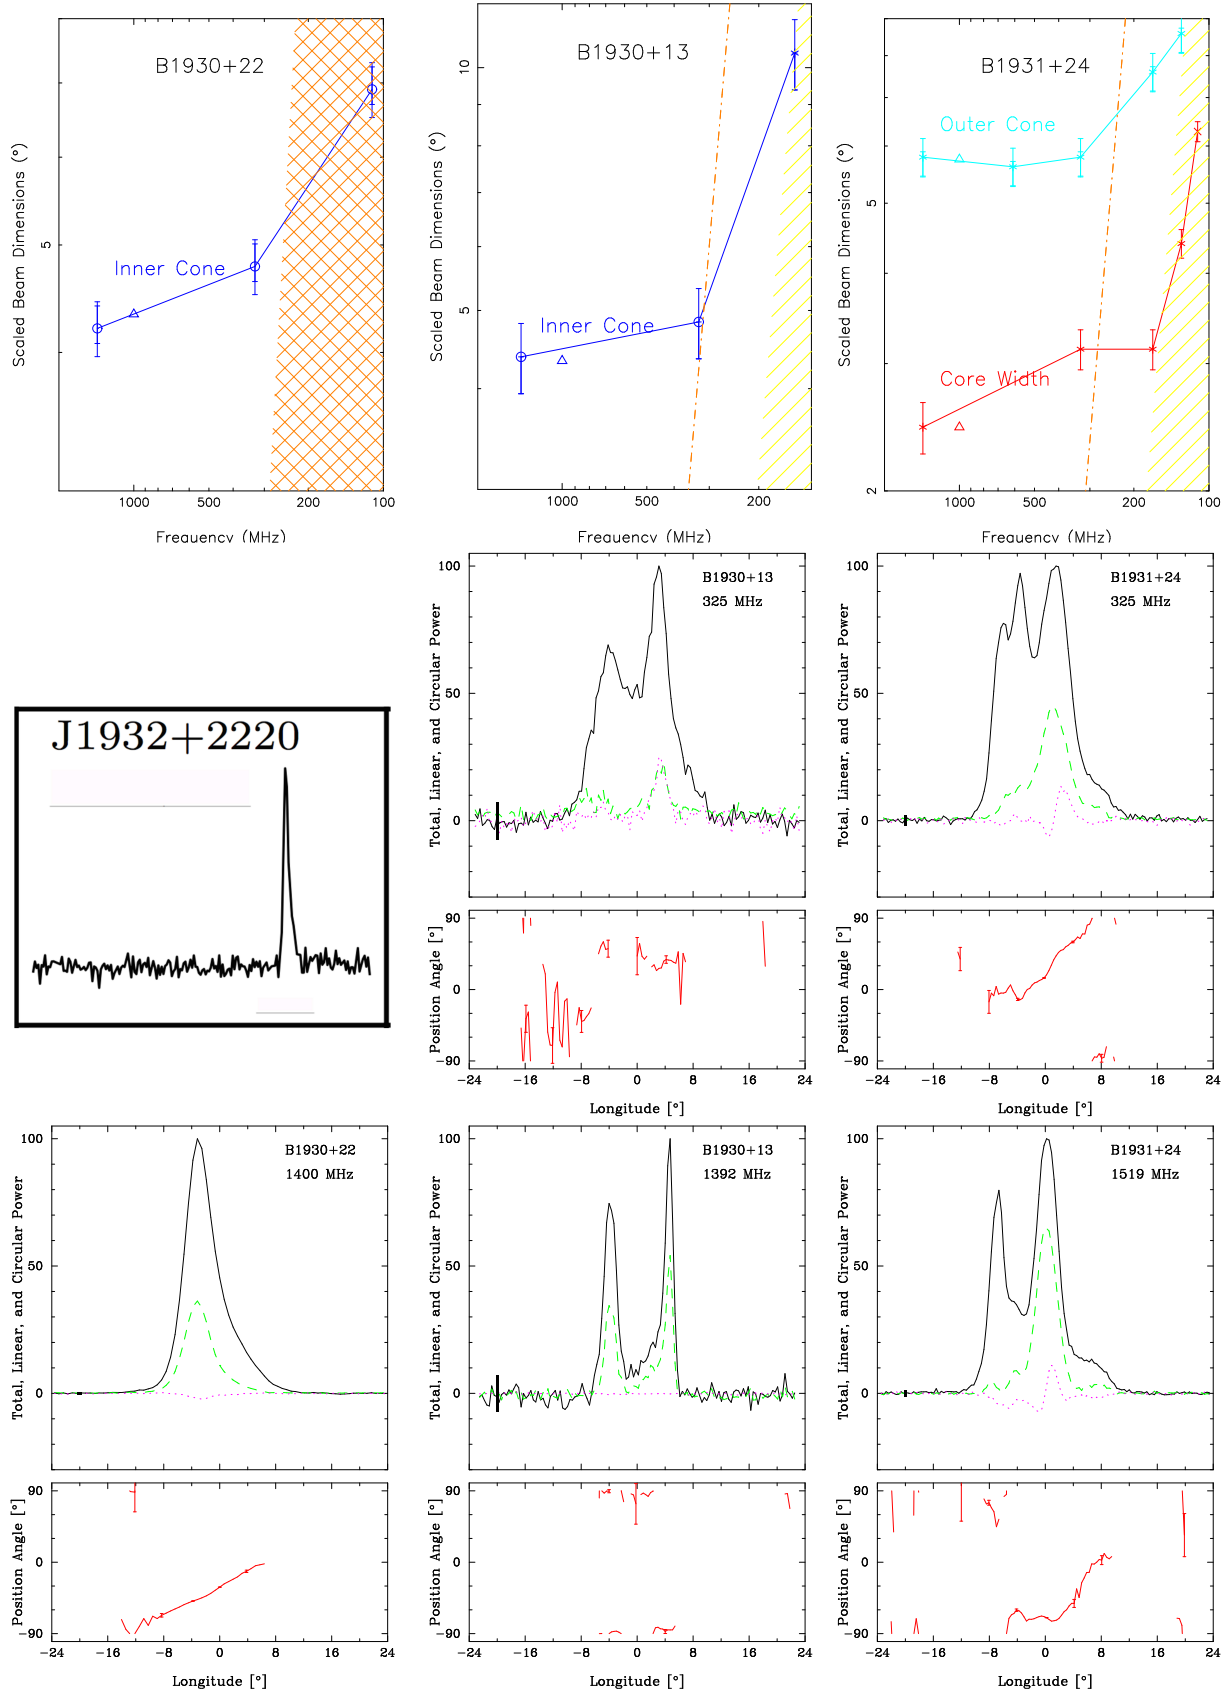 B1930+22
Inner Cone
5
1000
500
200
100
Scaled Beam Dimensions (°)
Frequency (MHz)
B1930+13
Inner Cone
10
5
1000
500
200
Scaled Beam Dimensions (°)
Frequency (MHz)
B1931+24
Outer Cone
Core Width
5
2
1000
500
200
100
Scaled Beam Dimensions (°)
Frequency (MHz)
J1932+2220
B1930+13
325 MHz
100
50
0
Total, Linear, and Circular Power
90
0
−90
Position Angle [°]
−24 −16 −8 0 8 16 24
Longitude [°]
B1931+24
325 MHz
100
50
0
Total, Linear, and Circular Power
90
0
−90
Position Angle [°]
−24 −16 −8 0 8 16 24
Longitude [°]
B1930+22
1400 MHz
100
50
0
Total, Linear, and Circular Power
90
0
−90
Position Angle [°]
−24 −16 −8 0 8 16 24
Longitude [°]
B1930+13
1392 MHz
100
50
0
Total, Linear, and Circular Power
90
0
−90
Position Angle [°]
−24 −16 −8 0 8 16 24
Longitude [°]
B1931+24
1519 MHz
100
50
0
Total, Linear, and Circular Power
90
0
−90
Position Angle [°]
−24 −16 −8 0 8 16 24
Longitude [°]